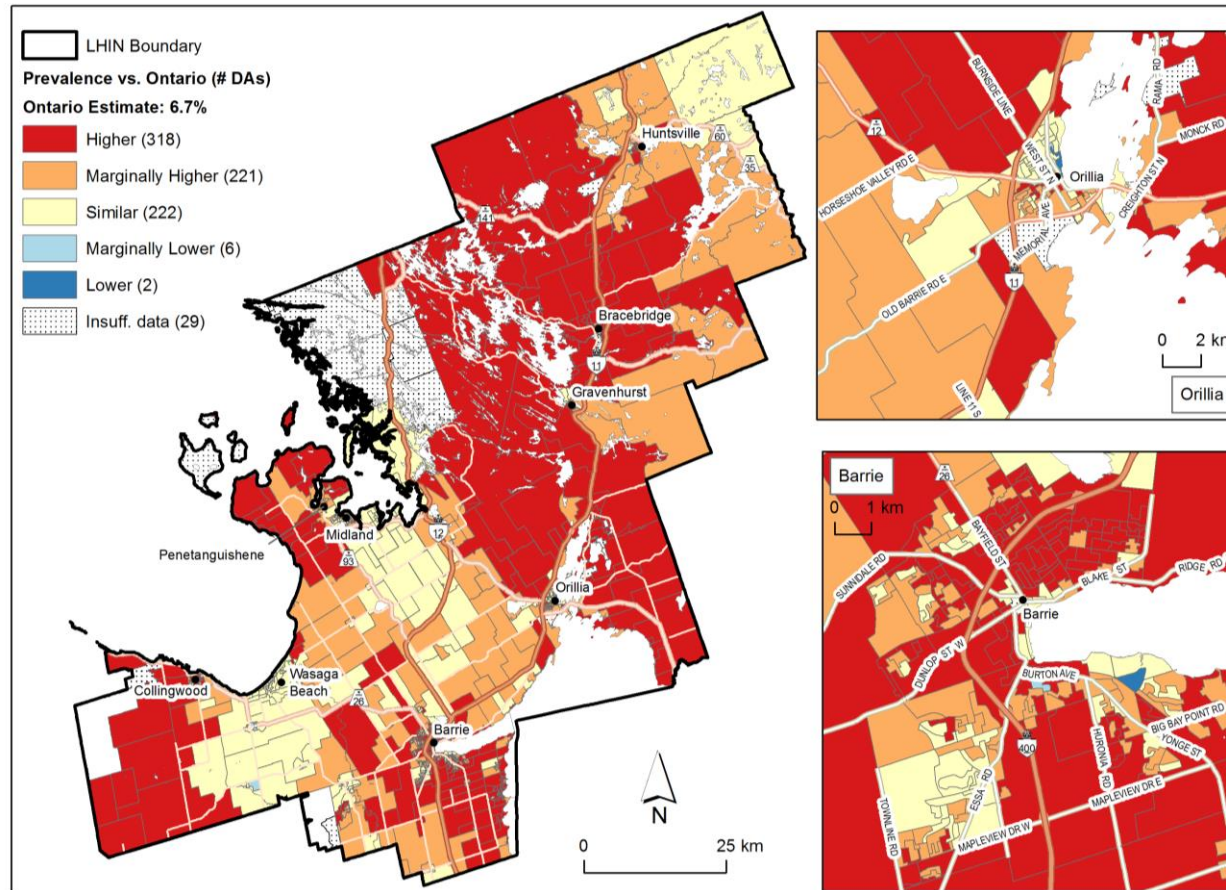 LHIN Boundary
Prevalence vs. Ontario (# DAs)
Ontario Estimate: 6.7%
Higher (318)
Marginally Higher (221)
Similar (222)
Marginally Lower (6)
Lower (2)
Insuff. data (29)
Huntsville
60
35
141
Bracebridge
11
Gravenhurst
Midland
12
Penetanguishene
93
Orillia
Wasaga
Beach
Collingwood
26
Barrie
N
0 25 km
BURNSIDE LINE
RAMA RD
12
MONCK RD
WEST ST N
HORSESHOE VALLEY RD E
Orillia
CREIGHTON ST N
MEMORIAL AVE
OLD BARRIE RD E
11
0 2 km
LINE 11 S
Orillia
Barrie
26
0 1 km
BAYFIELD ST
SUNNIDALE RD
BLAKE ST
RIDGE RD
Barrie
DUNLOP ST W
BURTON AVE
BIG BAY POINT RD
YONGE ST
400
HURONIA RD
ESSA RD
MAPLEVIEW DR E
TOWNLINE RD
MAPLEVIEW DR W